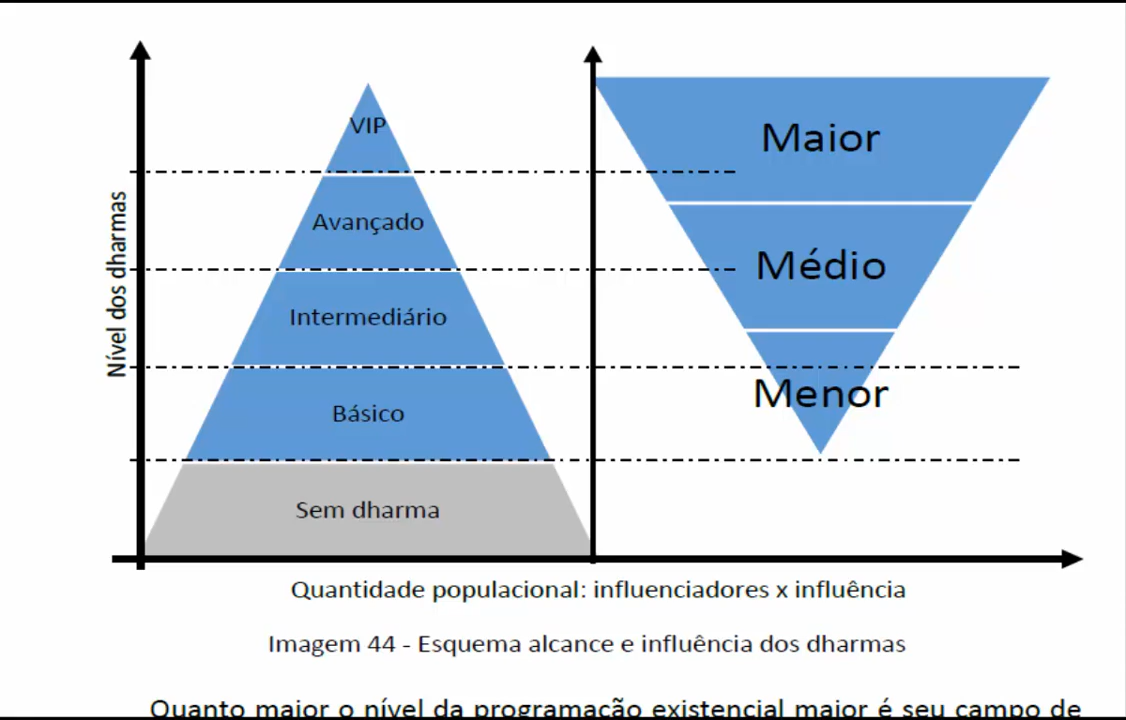 VIP
Avançado
Intermediário
Básico
Sem dharma
Nível dos dharmas
Maior
Médio
Menor
Quantidade populacional: influenciadores x influência
Imagem 44 - Esquema alcance e influência dos dharmas
Quanto maior o nível da programação existencial maior é seu campo de